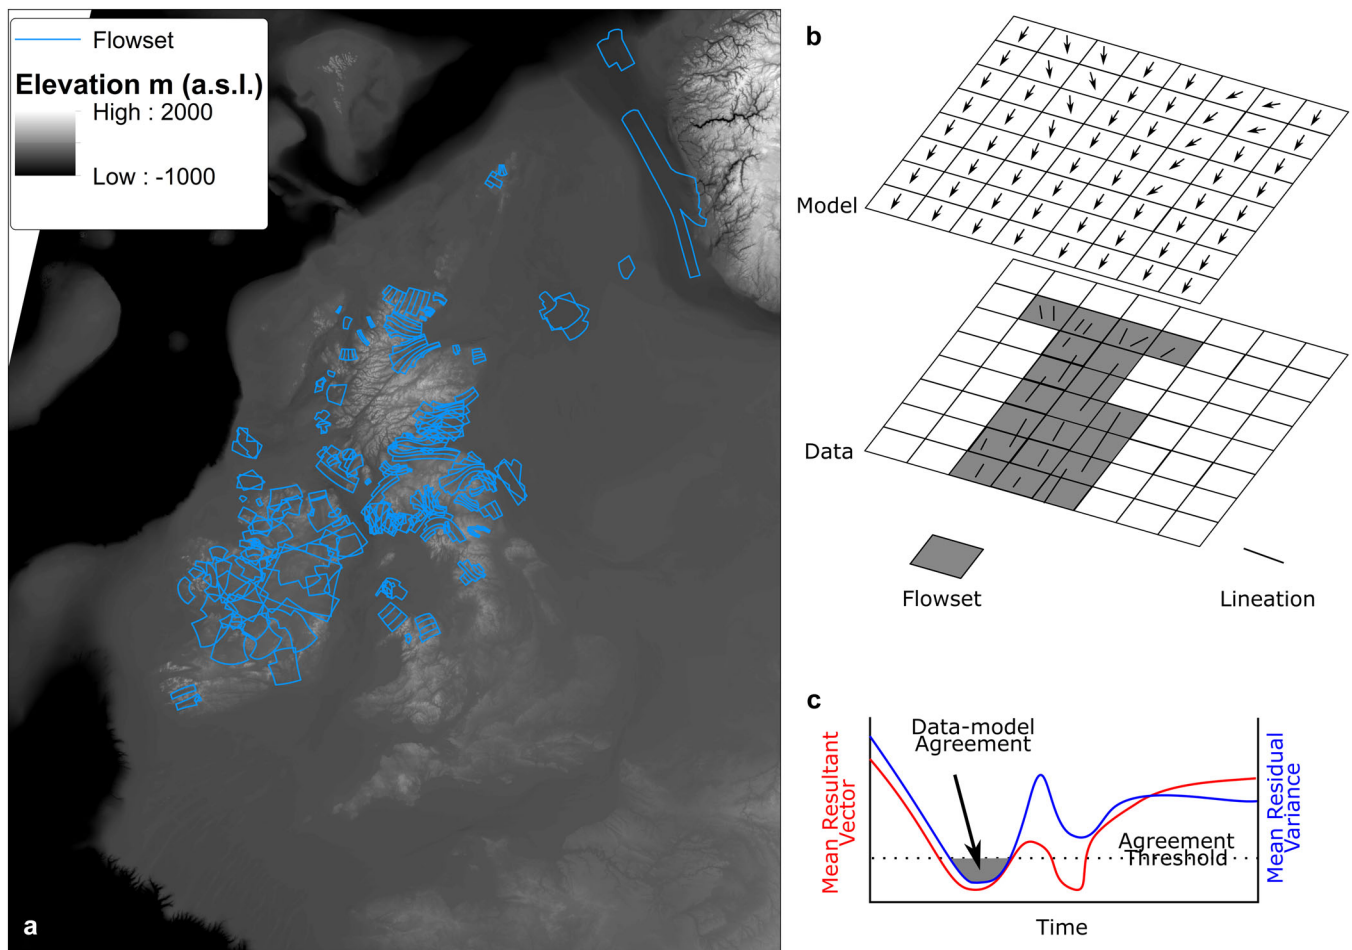 Flowset
Elevation m (a.s.l.)
High : 2000
Low : -1000
a
b
Model
Data
Flowset
Lineation
c
Data-model
Agreement
Mean Resultant
Vector
Agreement
Threshold
Mean Residual
Variance
Time